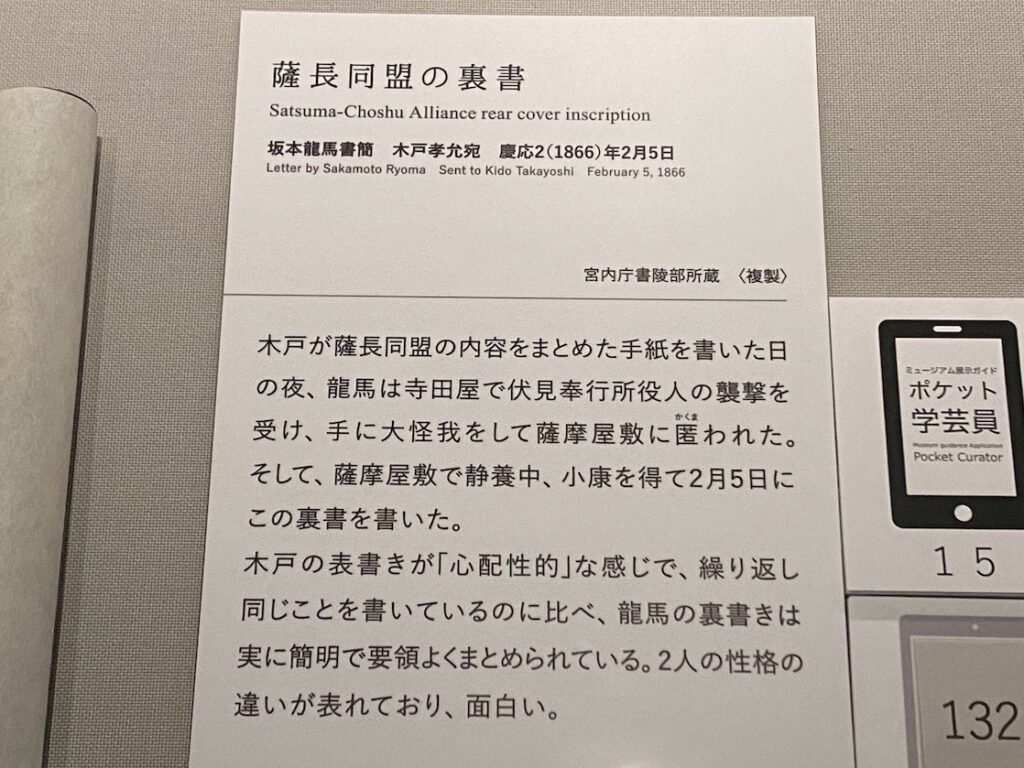 薩長同盟の裏書
Satsuma-Choshu Alliance rear cover inscription
坂本龍馬書簡　木戸孝允宛　慶応2(1866)年2月5日
Letter by Sakamoto Ryoma　Sent to Kido Takayoshi　February 5, 1866
宮内庁書陵部所蔵　〈複製〉
木戸が薩長同盟の内容をまとめた手紙を書いた日
の夜、龍馬は寺田屋で伏見奉行所役人の襲撃を
かくま
受け、手に大怪我をして薩摩屋敷に匿われた。
そして、薩摩屋敷で静養中、小康を得て2月5日に
この裏書を書いた。
木戸の表書きが「心配性的」な感じで、繰り返し
同じことを書いているのに比べ、龍馬の裏書きは
実に簡明で要領よくまとめられている。2人の性格の
違いが表れており、面白い。
ミュージアム展示ガイド
ポケット
学芸員
Museum guidance Application
Pocket Curator
15
132